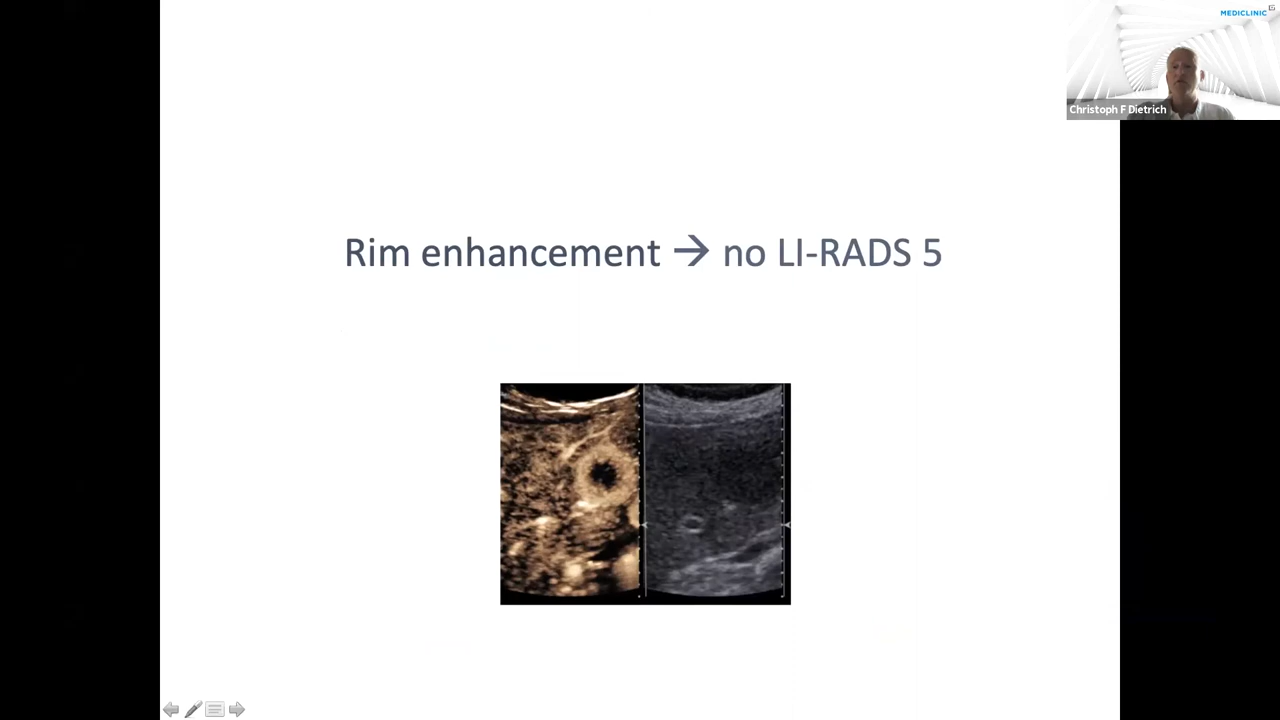 MEDICLINIC
Christoph F Dietrich
Rim enhancement → no LI-RADS 5